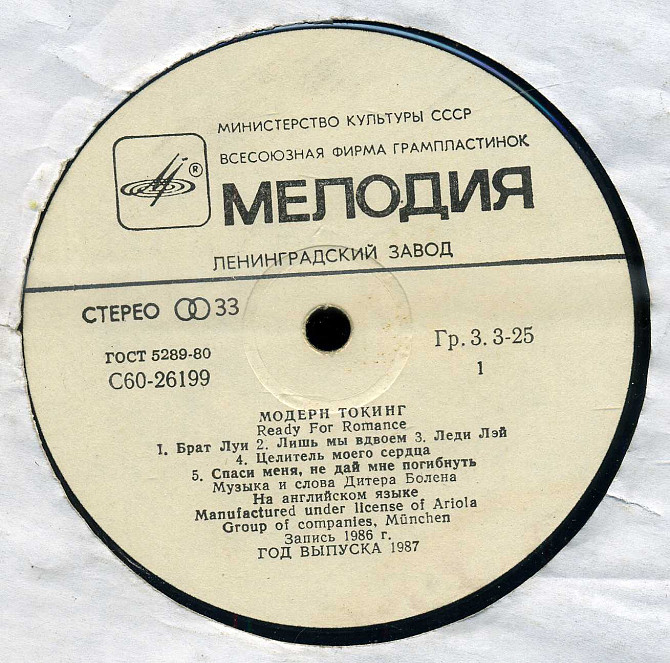 МИНИСТЕРСТВО КУЛЬТУРЫ СССР
ВСЕСОЮЗНАЯ ФИРМА ГРАМПЛАСТИНОК
®
МЕЛОДИЯ
ЛЕНИНГРАДСКИЙ ЗАВОД
СТЕРЕО 33
Гр. 3. 3-25
ГОСТ 5289-80
С60-26199
1
МОДЕРН ТОКИНГ
Ready For Romance
1. Брат Луи 2. Лишь мы вдвоем 3. Леди Лэй
4. Целитель моего сердца
5. Спаси меня, не дай мне погибнуть
Музыка и слова Дитера Болена
На английском языке
Manufactured under license of Ariola
Group of companies, München
Запись 1986 г.
ГОД ВЫПУСКА 1987